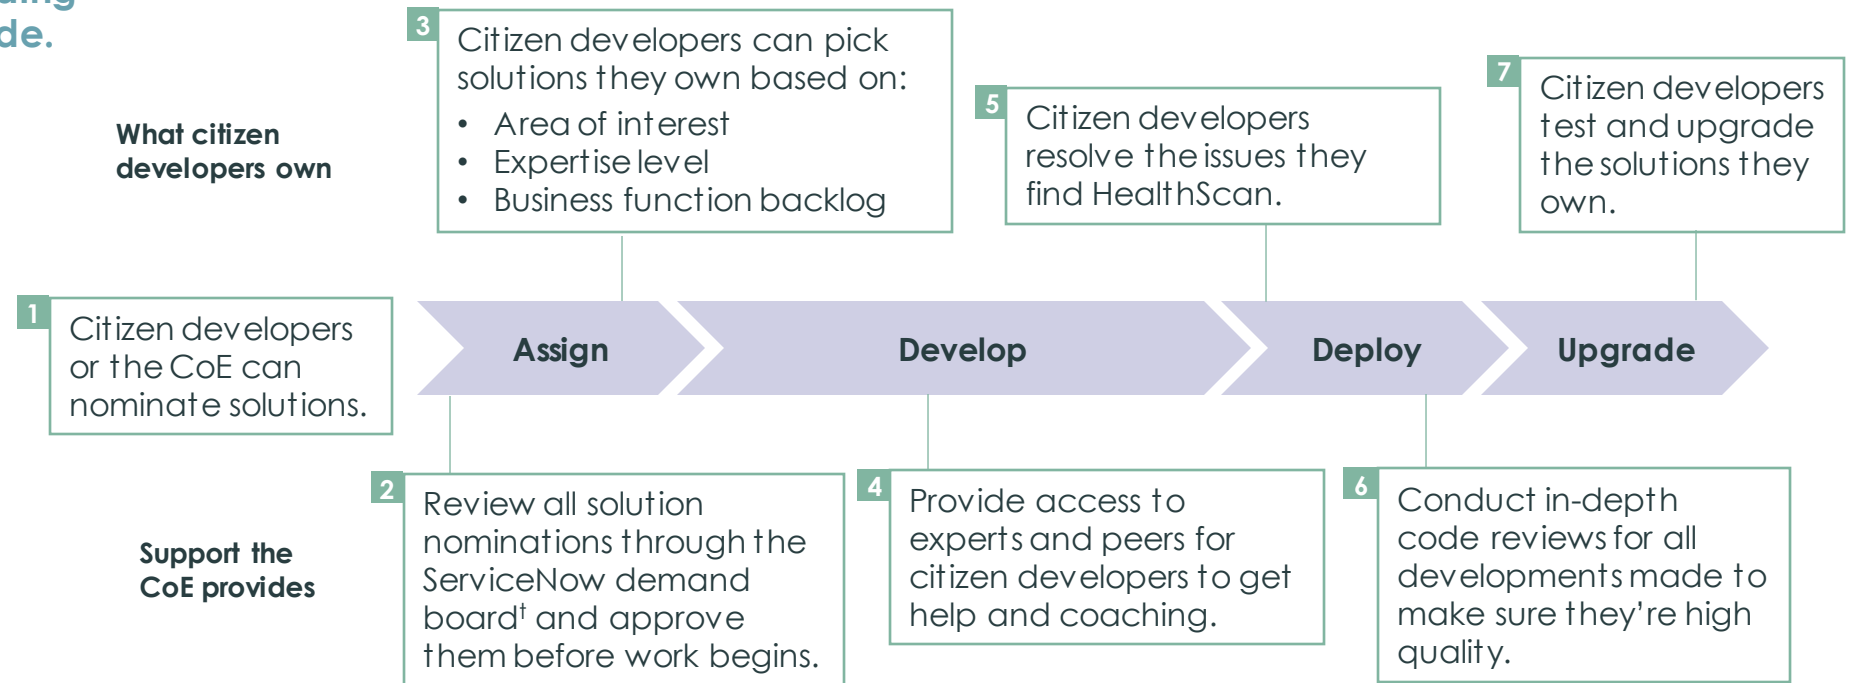 de.
3
Citizen developers can pick
solutions they own based on:
• Area of interest
• Expertise level
• Business function backlog
What citizen
developers own
5
Citizen developers
resolve the issues they
find HealthScan.
7
Citizen developers
test and upgrade
the solutions they
own.
1
Citizen developers
or the CoE can
nominate solutions.
Assign
Develop
Deploy
Upgrade
Support the
CoE provides
2
Review all solution
nominations through the
ServiceNow demand
board† and approve
them before work begins.
4
Provide access to
experts and peers for
citizen developers to get
help and coaching.
6
Conduct in-depth
code reviews for all
developments made to
make sure they’re high
quality.